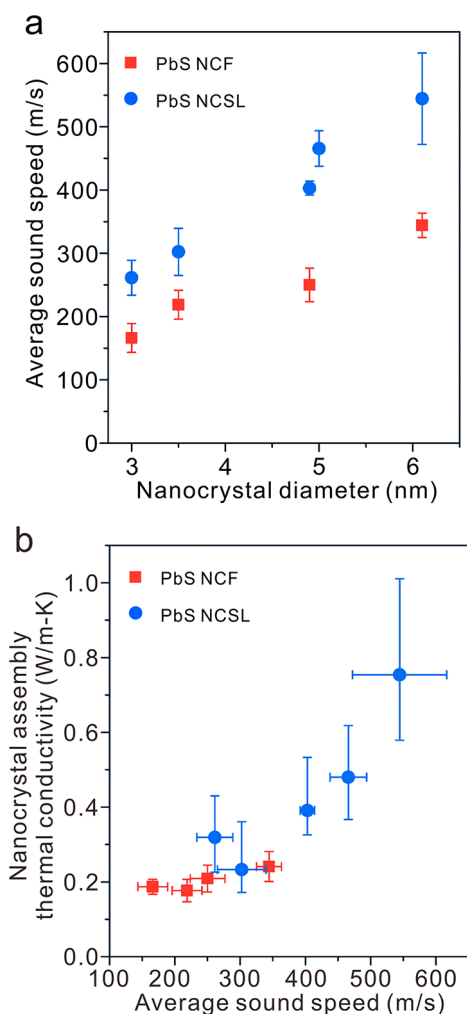 a
Average sound speed (m/s)
600
500
400
300
200
100
0
PbS NCF
PbS NCSL
3
4
5
6
Nanocrystal diameter (nm)
b
Nanocrystal assembly
thermal conductivity (W/m-K)
1.0
0.8
0.6
0.4
0.2
0.0
PbS NCF
PbS NCSL
100
200
300
400
500
600
Average sound speed (m/s)